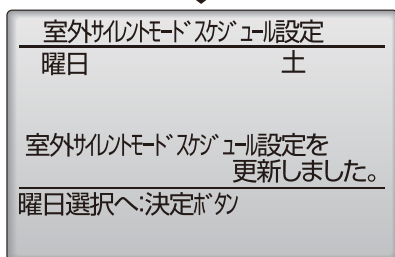 室外ｻｲﾚﾝﾄﾓｰﾄﾞｽｹｼﾞｭｰﾙ設定
曜日 土
室外ｻｲﾚﾝﾄﾓｰﾄﾞｽｹｼﾞｭｰﾙ設定を
更新しました。
曜日選択へ:決定ﾎﾞﾀﾝ